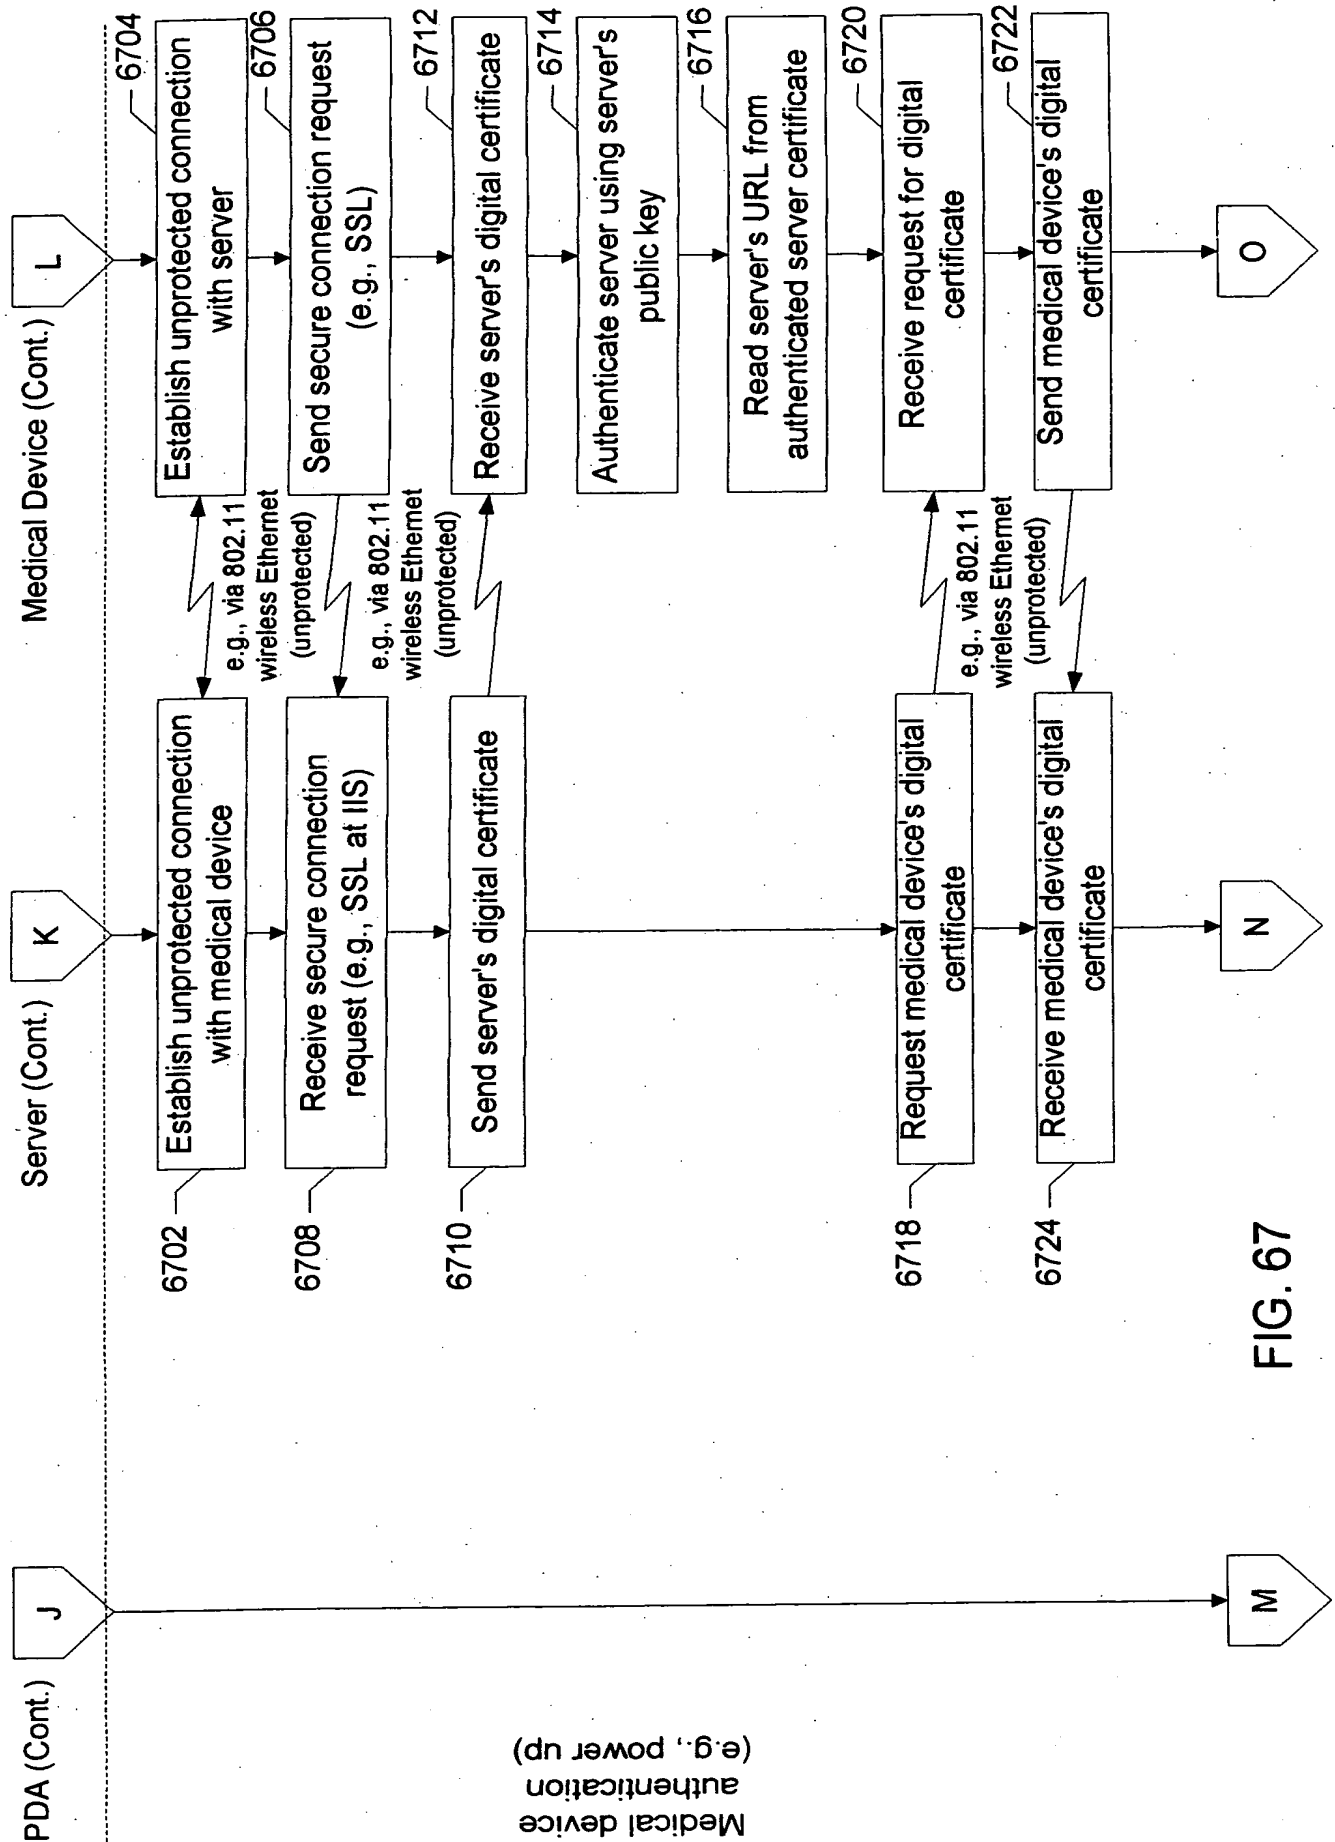 PDA (Cont.)
Server (Cont.)
Medical Device (Cont.)
J
K
L
Medical device
authentication
(e.g., power up)
6702
Establish unprotected connection
with medical device
6704
Establish unprotected connection
with server
e.g., via 802.11
wireless Ethernet
(unprotected)
6706
Send secure connection request
(e.g., SSL)
6708
Receive secure connection
request (e.g., SSL at IIS)
e.g., via 802.11
wireless Ethernet
(unprotected)
6710
Send server's digital certificate
6712
Receive server's digital certificate
6714
Authenticate server using server's
public key
6716
Read server's URL from
authenticated server certificate
6718
Request medical device's digital
certificate
6720
Receive request for digital
certificate
e.g., via 802.11
wireless Ethernet
(unprotected)
6722
Send medical device's digital
certificate
6724
Receive medical device's digital
certificate
M
N
O
FIG. 67